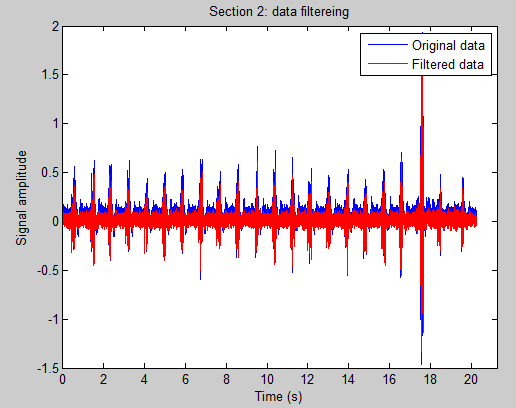 Section 2: data filtereing
Original data
Filtered data
Signal amplitude
2
1.5
1
0.5
0
-0.5
-1
-1.5
0 2 4 6 8 10 12 14 16 18 20
Time (s)